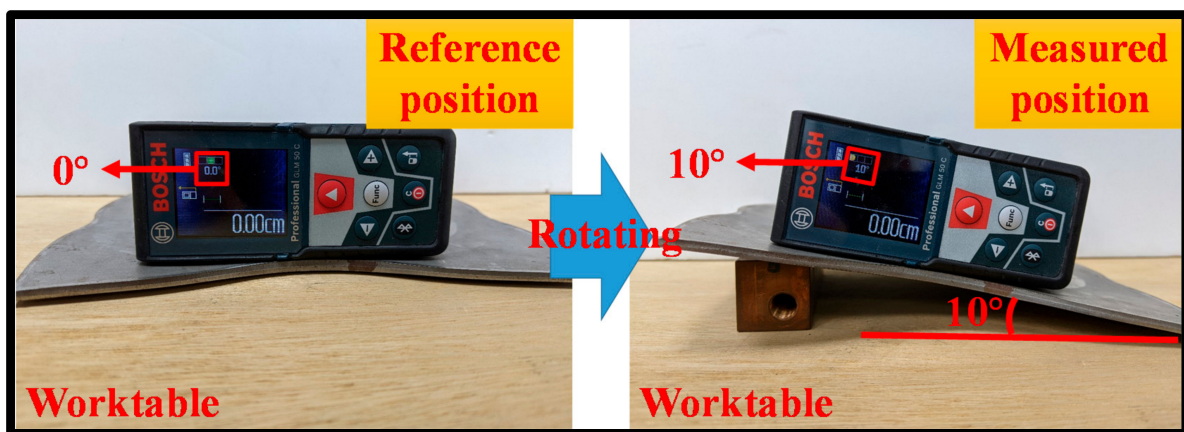 Reference
position
0°
BOSCH
0.0°
0.00cm
Professional GLM 50 C
Func
C
Worktable
Rotating
Measured
position
10°
BOSCH
10°
0.00cm
Professional GLM 50 C
Func
C
10°
Worktable